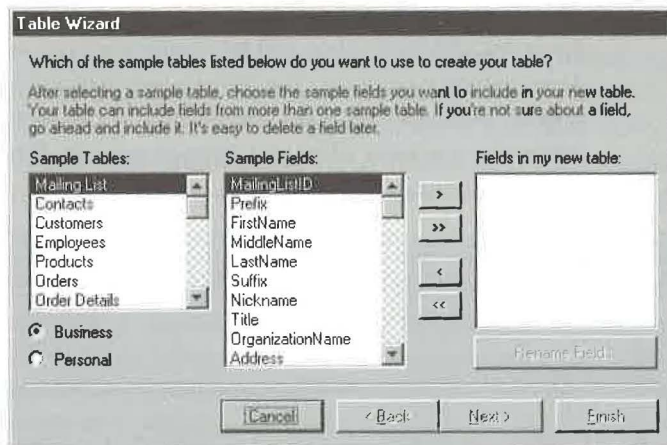 Table Wizard
Which of the sample tables listed below do you want to use to create your table?
After selecting a sample table, choose the sample fields you want to include in your new table.
Your table can include fields from more than one sample table. If you're not sure about a field,
go ahead and include it. It's easy to delete a field later.
Sample Tables:
Mailing List
Contacts
Customers
Employees
Products
Orders
Order Details
Business
Personal
Sample Fields:
MailingListID
Prefix
FirstName
MiddleName
LastName
Suffix
Nickname
Title
OrganizationName
Address
>
>>
<
<<
Fields in my new table:
Rename Field...
Cancel
< Back
Next >
Finish